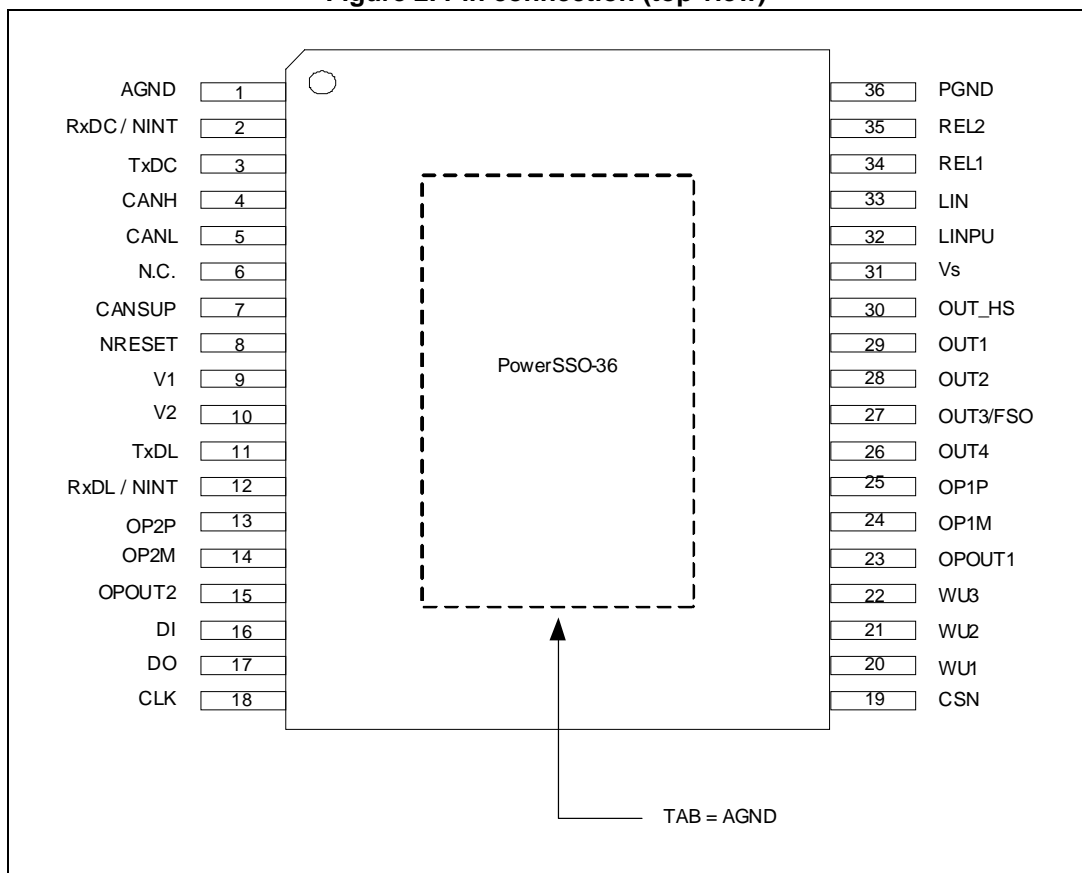 Figure 2. Pin connection (top view)
AGND 1
RxDC / NINT 2
TxDC 3
CANH 4
CANL 5
N.C. 6
CANSUP 7
NRESET 8
V1 9
V2 10
TxDL 11
RxDL / NINT 12
OP2P 13
OP2M 14
OPOUT2 15
DI 16
DO 17
CLK 18
PowerSSO-36
36 PGND
35 REL2
34 REL1
33 LIN
32 LINPU
31 Vs
30 OUT_HS
29 OUT1
28 OUT2
27 OUT3/FSO
26 OUT4
25 OP1P
24 OP1M
23 OPOUT1
22 WU3
21 WU2
20 WU1
19 CSN
TAB = AGND